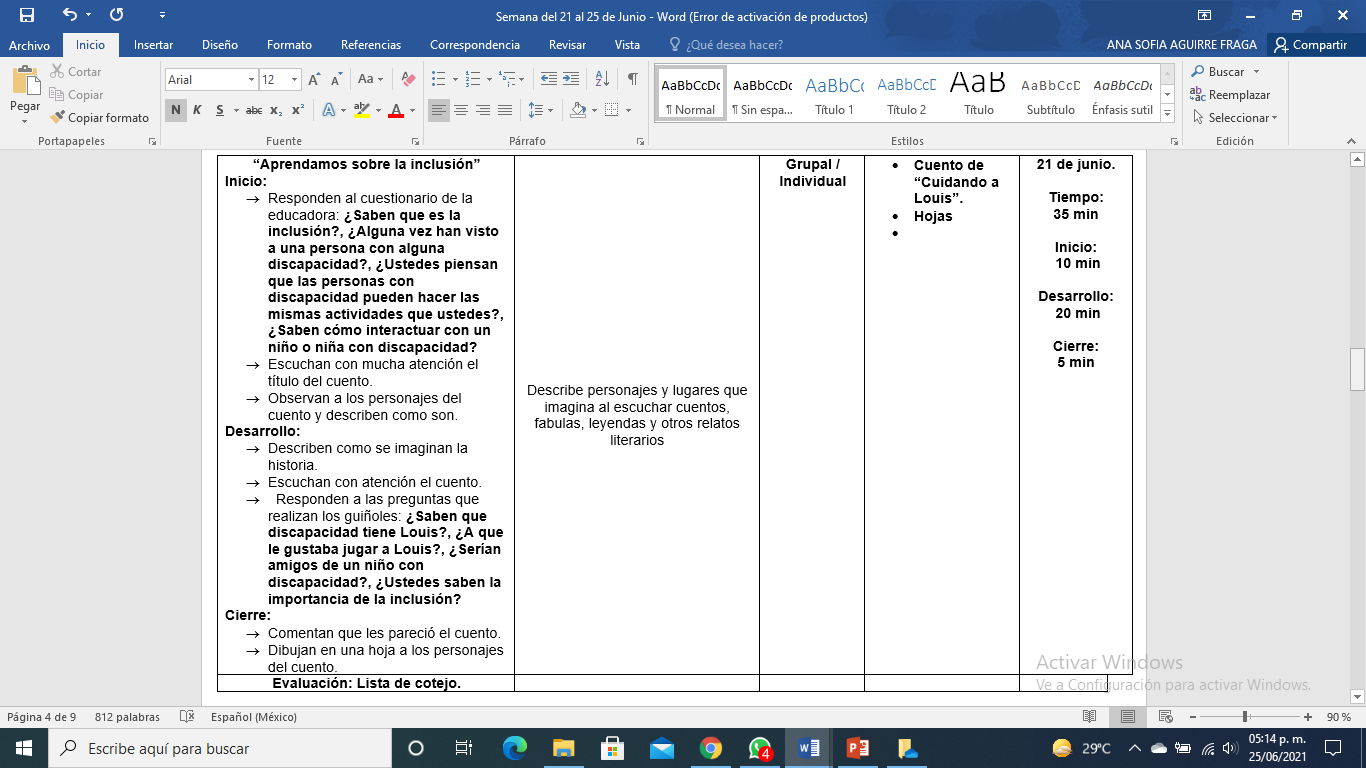 Semana del 21 al 25 de Junio - Word (Error de activación de productos)
Archivo Inicio Insertar Diseño Formato Referencias Correspondencia Revisar Vista ¿Qué desea hacer? ANA SOFIA AGUIRRE FRAGA Compartir
Pegar
Cortar
Copiar
Copiar formato
Portapapeles
Arial 12
N K S abc x₂ x²
Fuente
Párrafo
AaBbCcDc AaBbCcDc AaBbCc AaBbCcD AaB AaBbCcD AaBbCcDc
¶ Normal ¶ Sin espa... Título 1 Título 2 Título Subtítulo Énfasis sutil
Estilos
Buscar
Reemplazar
Seleccionar
Edición
“Aprendamos sobre la inclusión”
Inicio:
→ Responden al cuestionario de la
educadora: ¿Saben que es la
inclusión?, ¿Alguna vez han visto
a una persona con alguna
discapacidad?, ¿Ustedes piensan
que las personas con
discapacidad pueden hacer las
mismas actividades que ustedes?,
¿Saben cómo interactuar con un
niño o niña con discapacidad?
→ Escuchan con mucha atención el
título del cuento.
→ Observan a los personajes del
cuento y describen como son.
Desarrollo:
→ Describen como se imaginan la
historia.
→ Escuchan con atención el cuento.
→ Responden a las preguntas que
realizan los guiñoles: ¿Saben que
discapacidad tiene Louis?, ¿A que
le gustaba jugar a Louis?, ¿Serían
amigos de un niño con
discapacidad?, ¿Ustedes saben la
importancia de la inclusión?
Cierre:
→ Comentan que les pareció el cuento.
→ Dibujan en una hoja a los personajes
del cuento.
Evaluación: Lista de cotejo.
Describe personajes y lugares que
imagina al escuchar cuentos,
fabulas, leyendas y otros relatos
literarios
Grupal /
Individual
• Cuento de
“Cuidando a
Louis”.
• Hojas
•
21 de junio.
Tiempo:
35 min
Inicio:
10 min
Desarrollo:
20 min
Cierre:
5 min
Activar Windows
Ve a Configuración para activar Windows.
Página 4 de 9 812 palabras Español (México) 90 %
Escribe aquí para buscar
4
29°C
05:14 p. m.
25/06/2021